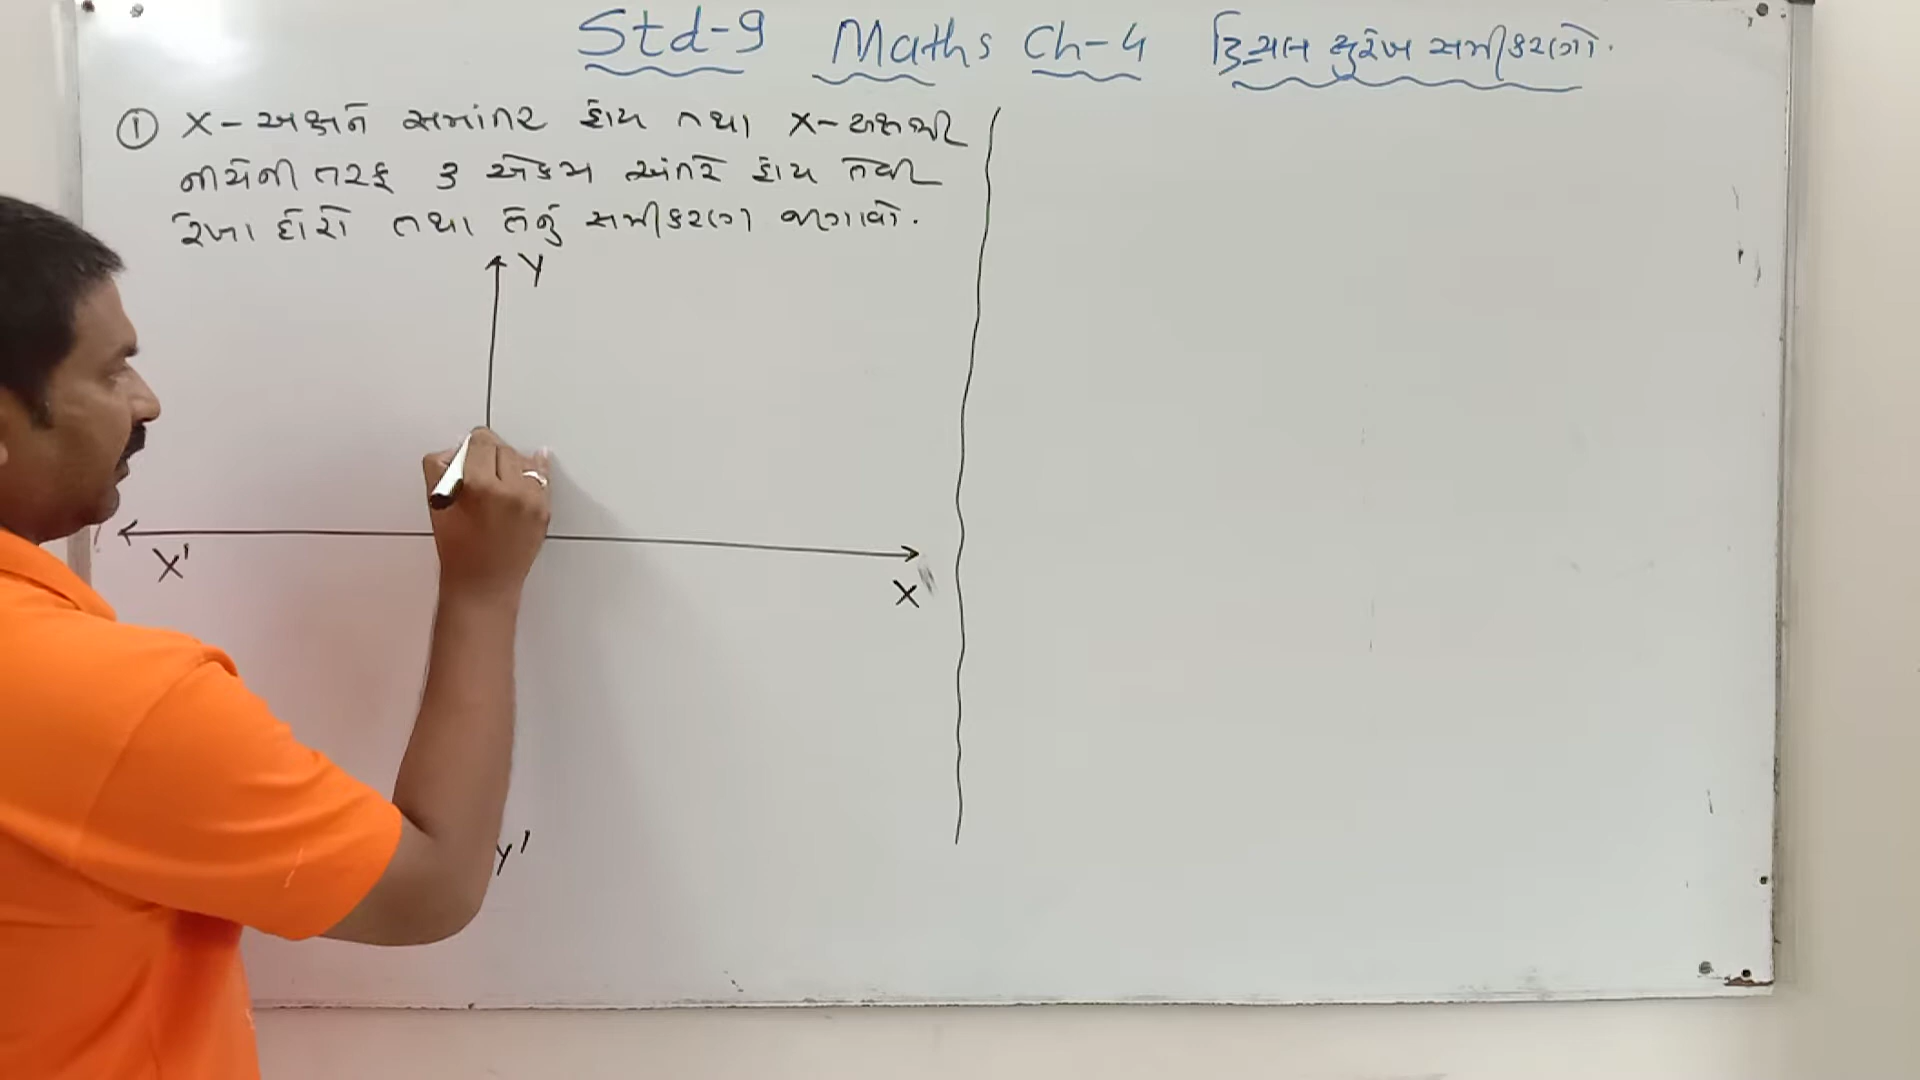 Std-9 Maths Ch-4 દ્વિચલ સુરેખ સમીકરણો.
① X-અક્ષને સમાંતર હોય તથા X-અક્ષથી
નીચેની તરફ 3 એકમ અંતરે હોય તેવી
રેખા દોરો તથા તેનું સમીકરણ જણાવો.
Y
X'
X
Y'